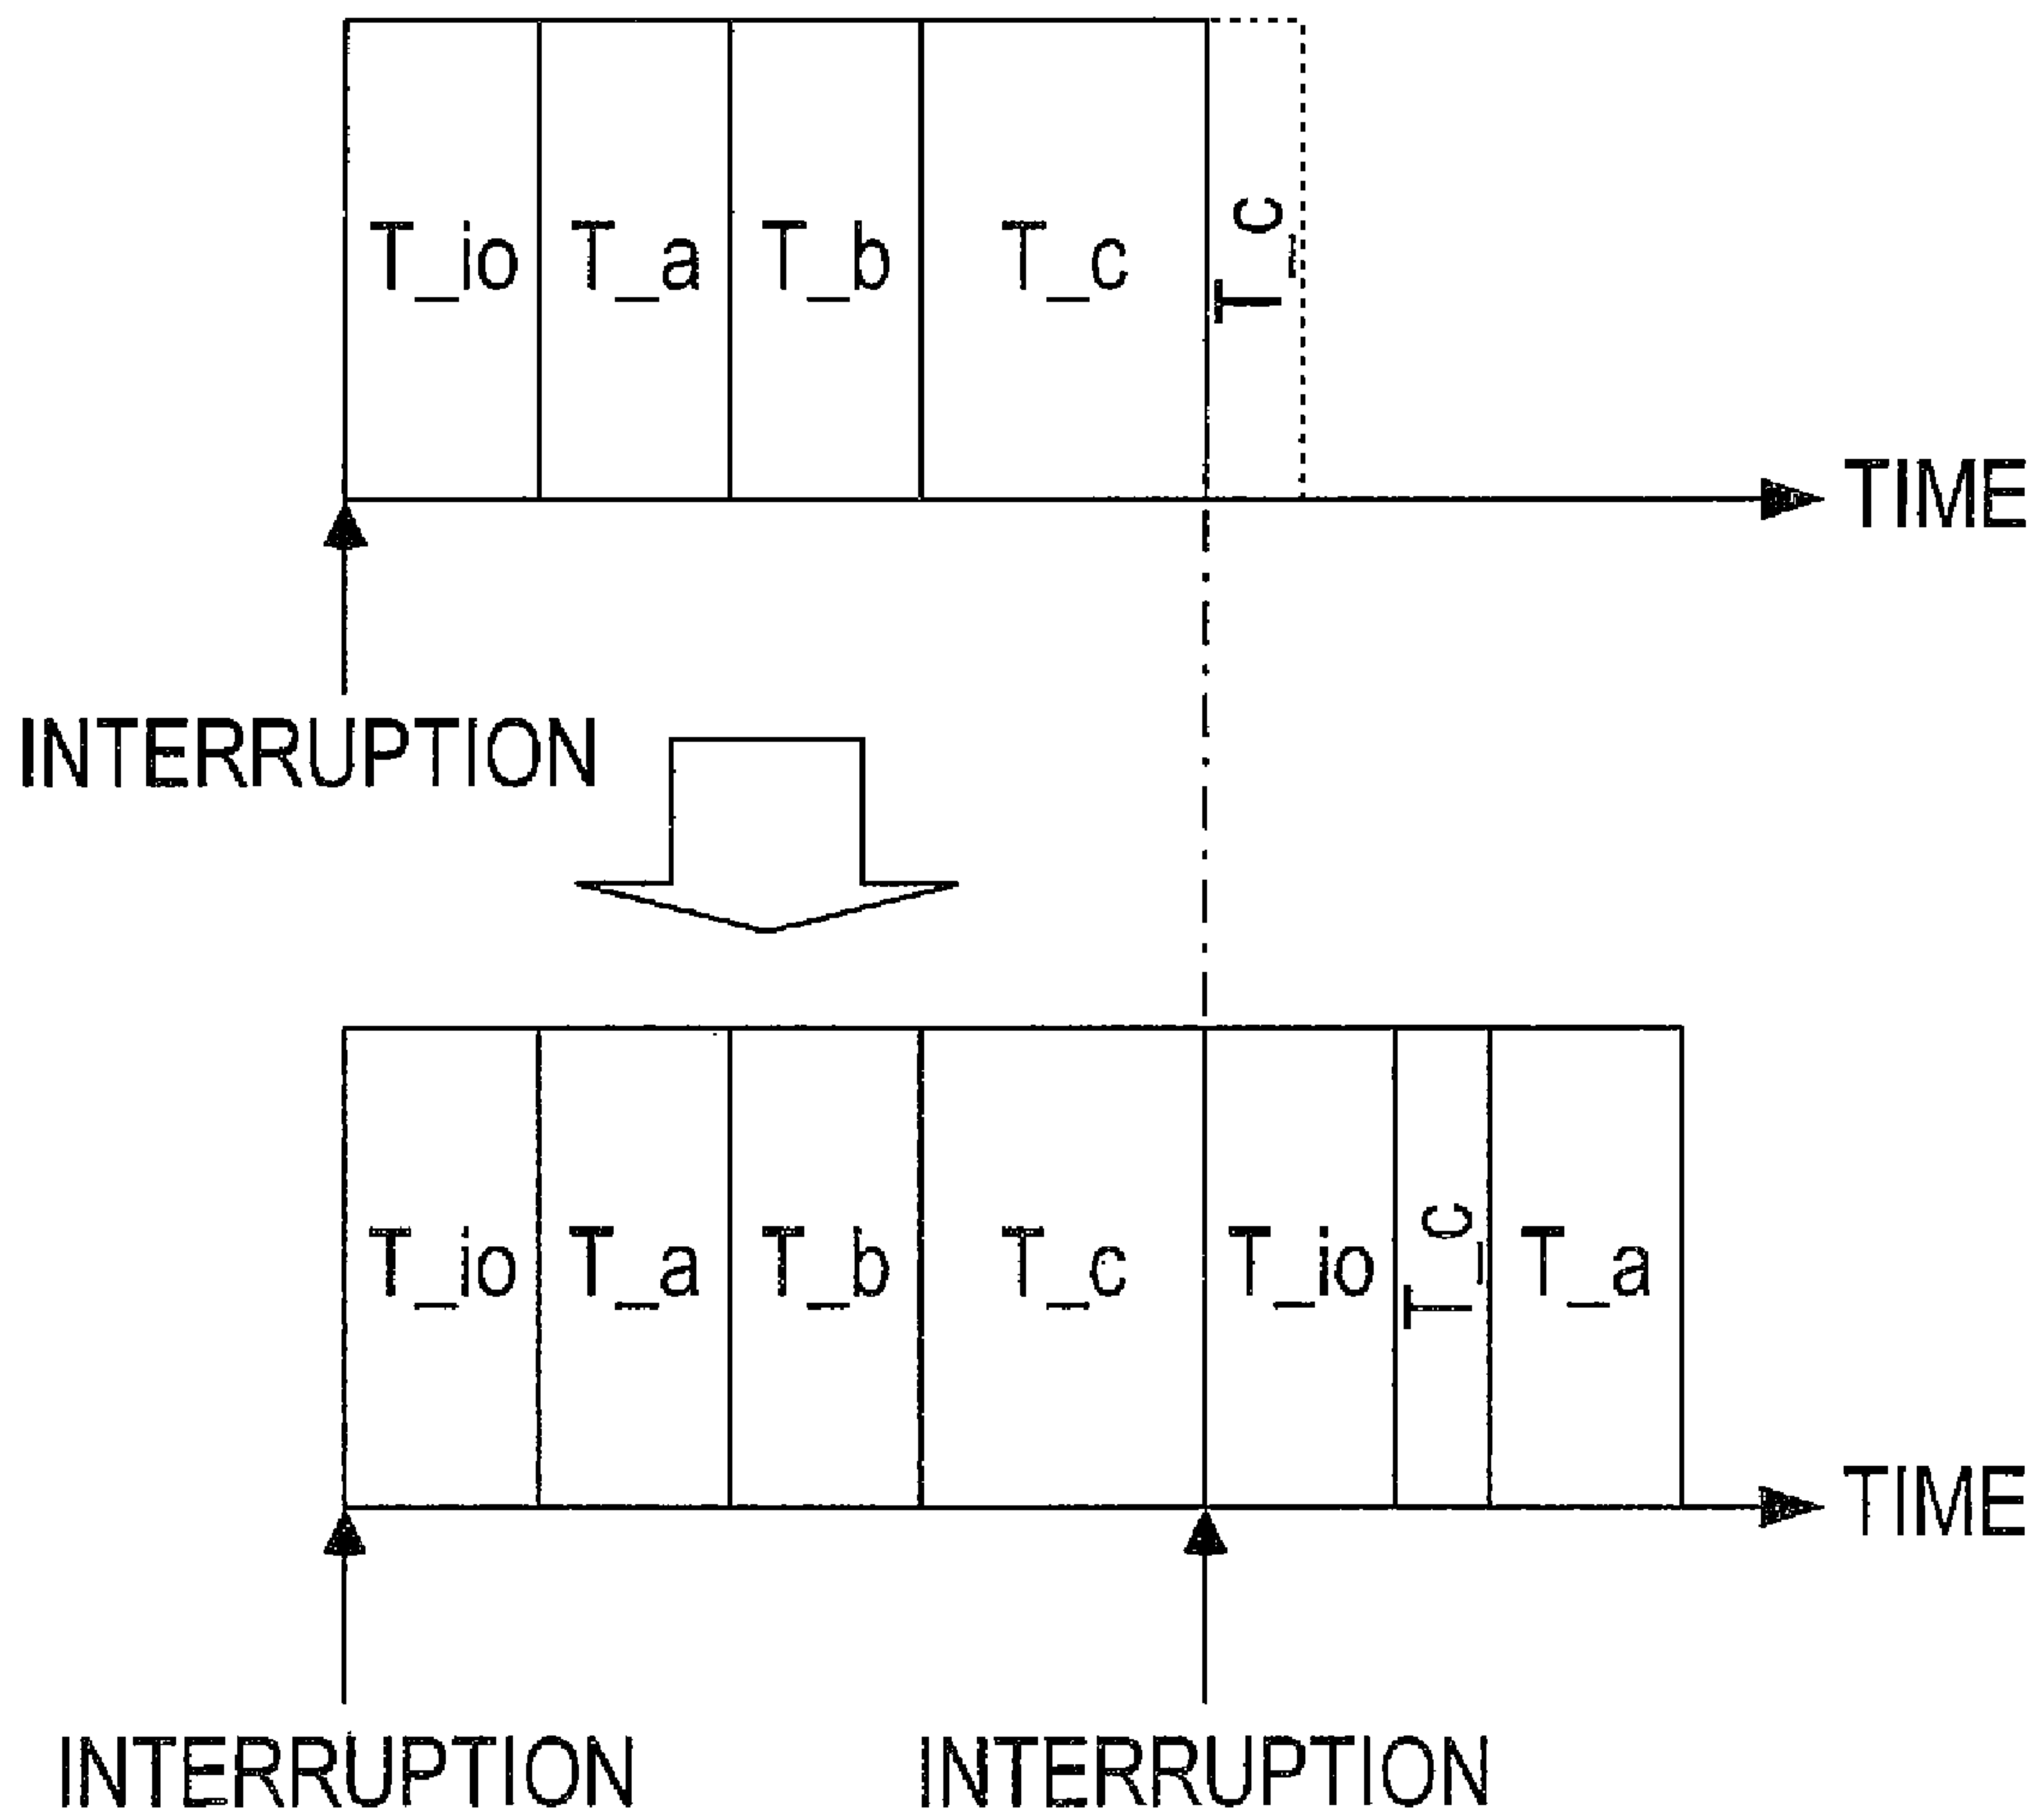 T_io T_a T_b T_c T_c
TIME
INTERRUPTION
T_io T_a T_b T_c T_io T_c T_a
TIME
INTERRUPTION INTERRUPTION